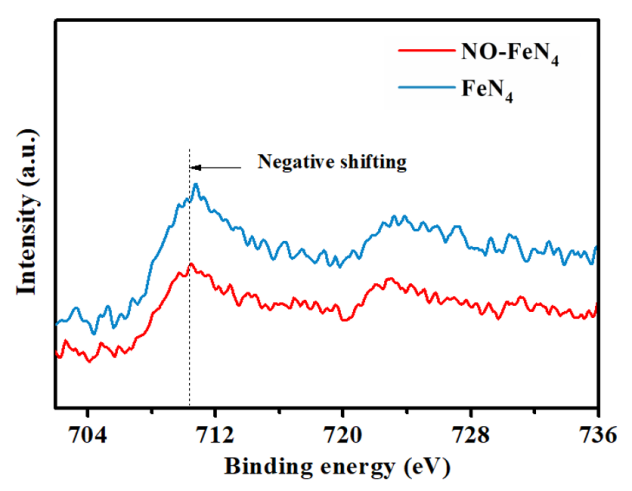 NO-FeN₄
FeN₄
Negative shifting
Intensity (a.u.)
704 712 720 728 736
Binding energy (eV)